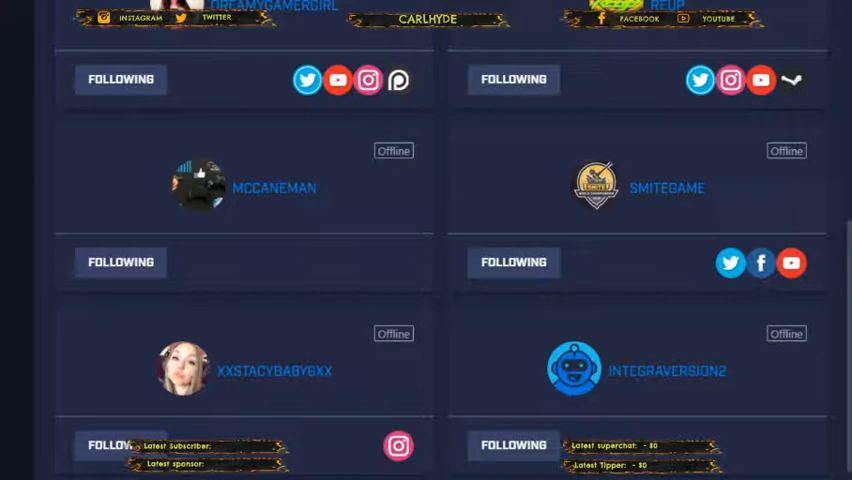 DREAMYGAMERGIRL
REUP
INSTAGRAM
TWITTER
CARLHYDE
FACEBOOK
YOUTUBE
FOLLOWING
FOLLOWING
Offline
Offline
MCCANEMAN
SMITE
SMITEGAME
FOLLOWING
FOLLOWING
Offline
Offline
XXSTACYBABY6XX
INTEGRAVERSION2
FOLLOW
Latest Subscriber:
Latest sponsor:
FOLLOWING
Latest superchat: - $0
Latest Tipper: - $0